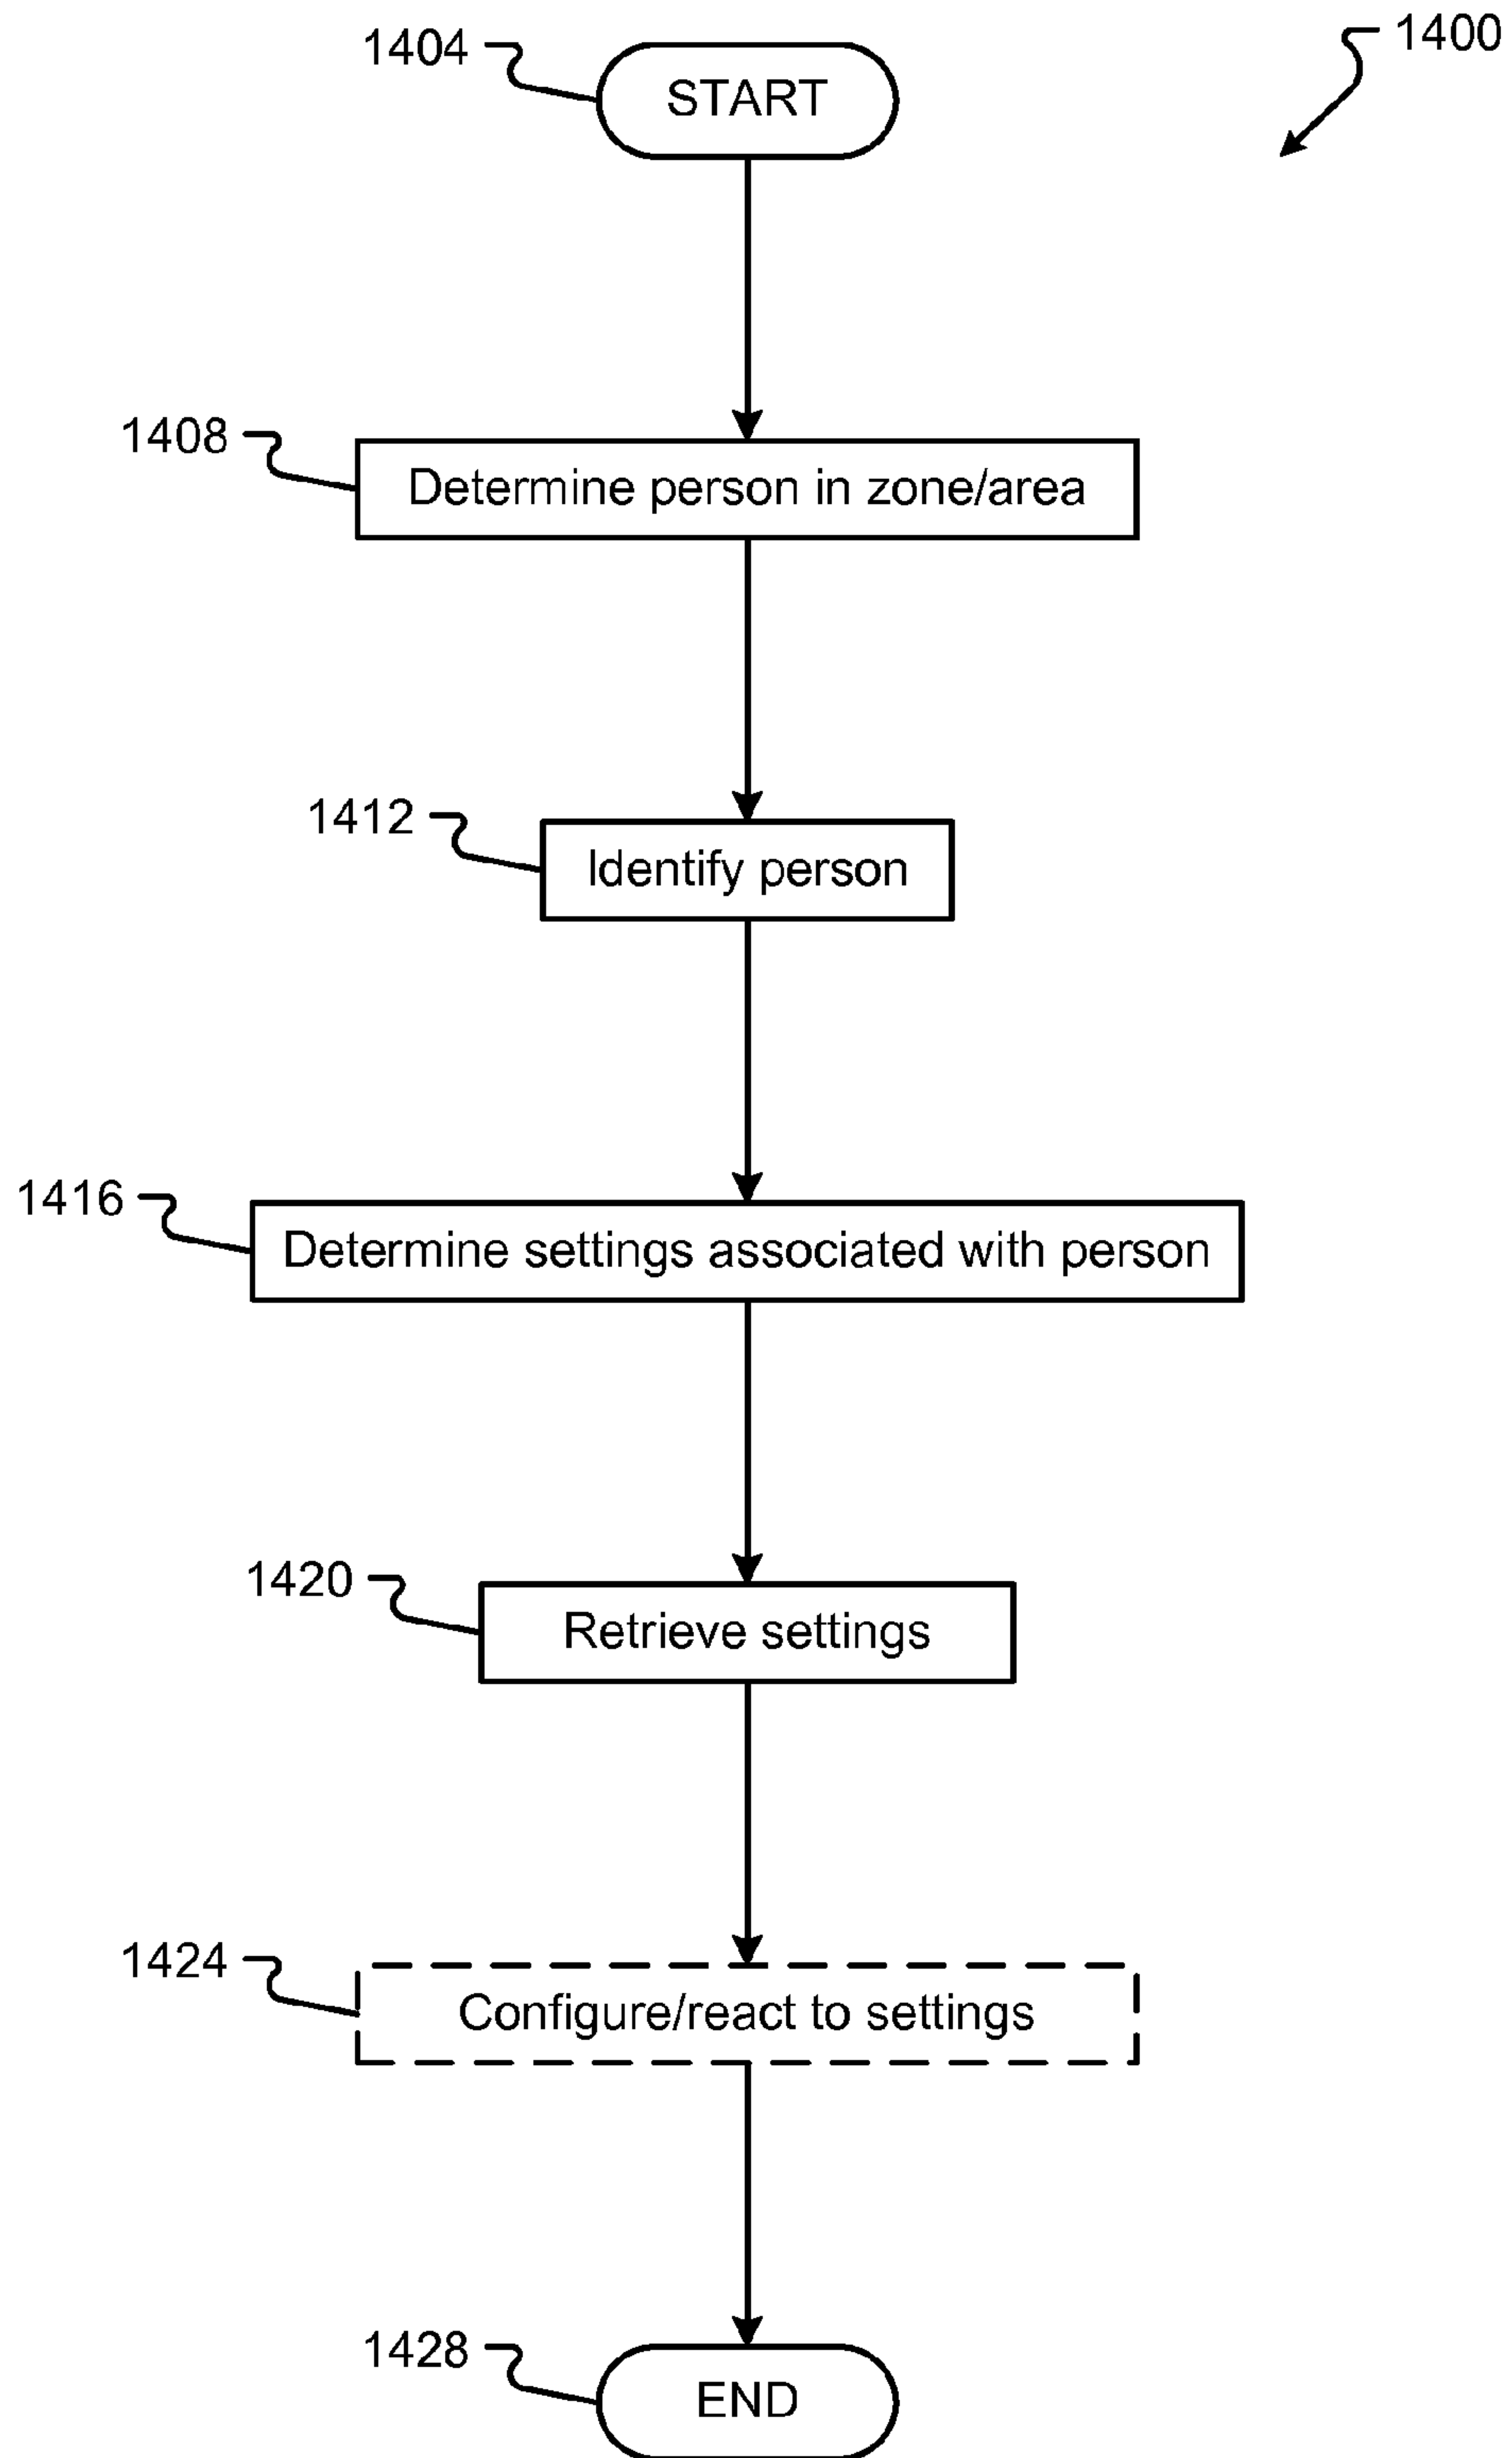 1400
1404
START
1408
Determine person in zone/area
1412
Identify person
1416
Determine settings associated with person
1420
Retrieve settings
1424
Configure/react to settings
1428
END